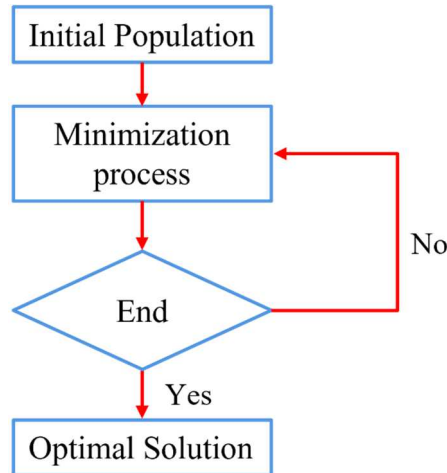 Initial Population
Minimization
process
End
No
Yes
Optimal Solution